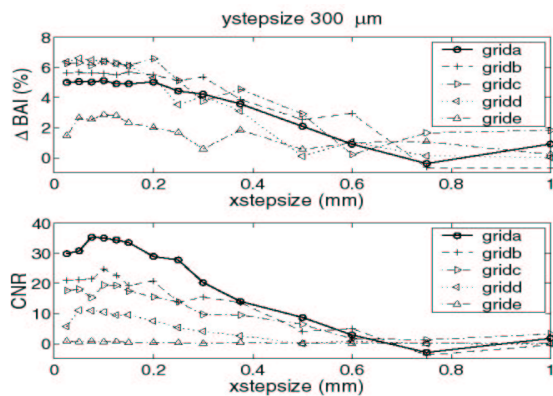 ystepsize 300 μm
Δ BAI (%)
8
6
4
2
0
grida
gridb
gridc
gridd
gride
0
0.2
0.4
0.6
0.8
1
xstepsize (mm)
CNR
40
30
20
10
0
grida
gridb
gridc
gridd
gride
0
0.2
0.4
0.6
0.8
1
xstepsize (mm)